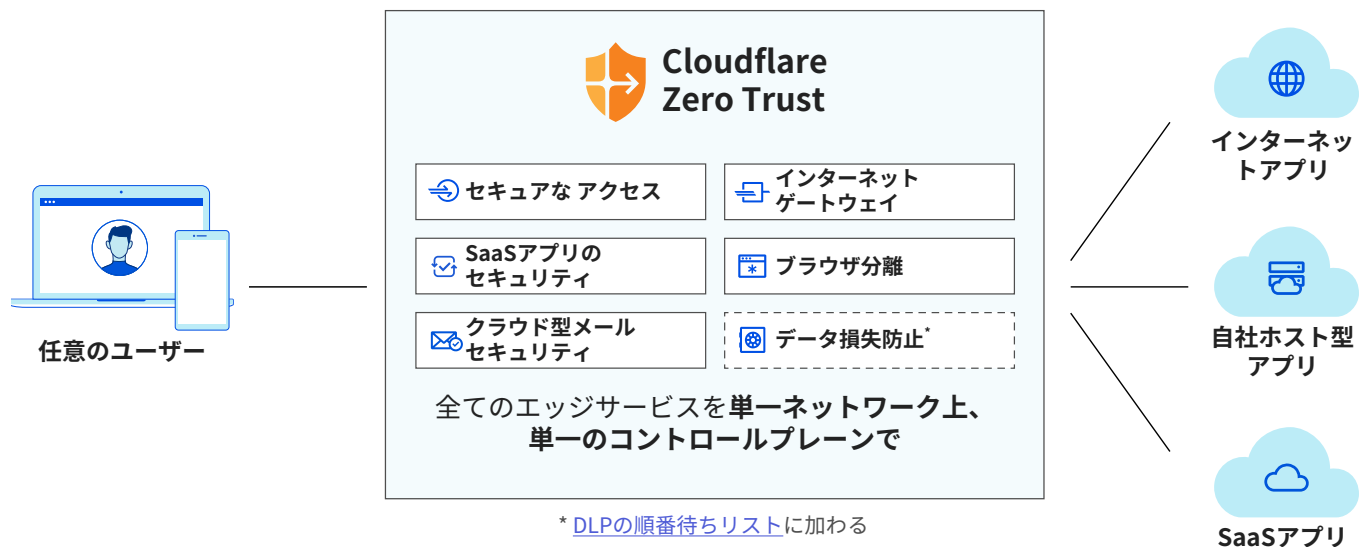 Cloudflare
Zero Trust
セキュアな アクセス
インターネット
ゲートウェイ
SaaSアプリの
セキュリティ
ブラウザ分離
クラウド型メール
セキュリティ
データ損失防止*
全てのエッジサービスを単一ネットワーク上、
単一のコントロールプレーンで
* DLPの順番待ちリストに加わる
任意のユーザー
インターネッ
トアプリ
自社ホスト型
アプリ
SaaSアプリ